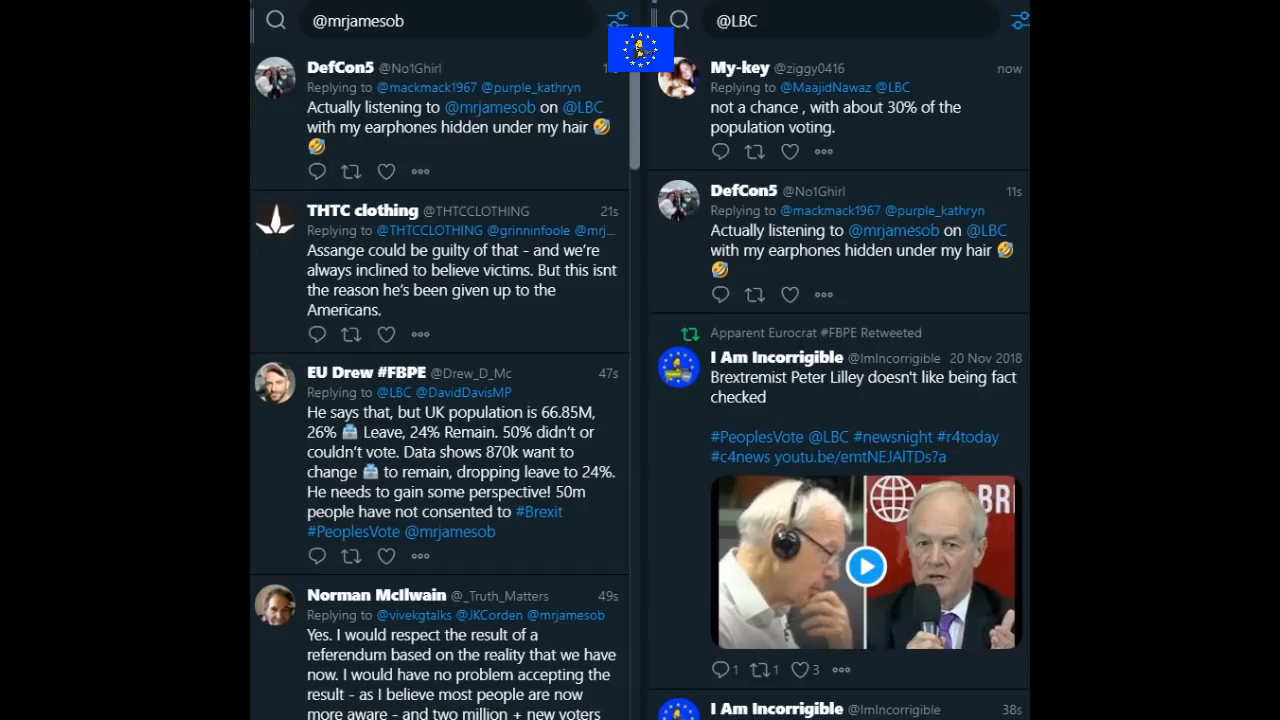 @mrjamesob
DefCon5 @No1Ghirl
Replying to @mackmack1967 @purple_kathryn
Actually listening to @mrjamesob on @LBC
with my earphones hidden under my hair 🤣
🤣
THTC clothing @THTCCLOTHING 21s
Replying to @THTCCLOTHING @grinninfoole @mrj...
Assange could be guilty of that - and we're
always inclined to believe victims. But this isnt
the reason he's been given up to the
Americans.
EU Drew #FBPE @Drew_D_Mc 47s
Replying to @LBC @DavidDavisMP
He says that, but UK population is 66.85M,
26% 🗳 Leave, 24% Remain. 50% didn't or
couldn't vote. Data shows 870k want to
change 🗳 to remain, dropping leave to 24%.
He needs to gain some perspective! 50m
people have not consented to #Brexit
#PeoplesVote @mrjamesob
Norman McIlwain @_Truth_Matters 49s
Replying to @vivekgtalks @JKCorden @mrjamesob
Yes. I would respect the result of a
referendum based on the reality that we have
now. I would have no problem accepting the
result - as I believe most people are now
more aware - and two million + new voters
@LBC
My-key @ziggy0416 now
Replying to @MaajidNawaz @LBC
not a chance , with about 30% of the
population voting.
DefCon5 @No1Ghirl 11s
Replying to @mackmack1967 @purple_kathryn
Actually listening to @mrjamesob on @LBC
with my earphones hidden under my hair 🤣
🤣
Apparent Eurocrat #FBPE Retweeted
I Am Incorrigible @ImIncorrigible 20 Nov 2018
Brextremist Peter Lilley doesn't like being fact
checked
#PeoplesVote @LBC #newsnight #r4today
#c4news youtu.be/emtNEJAlTDs?a
BRI
1 1 3
I Am Incorrigible @ImIncorrigible 38s